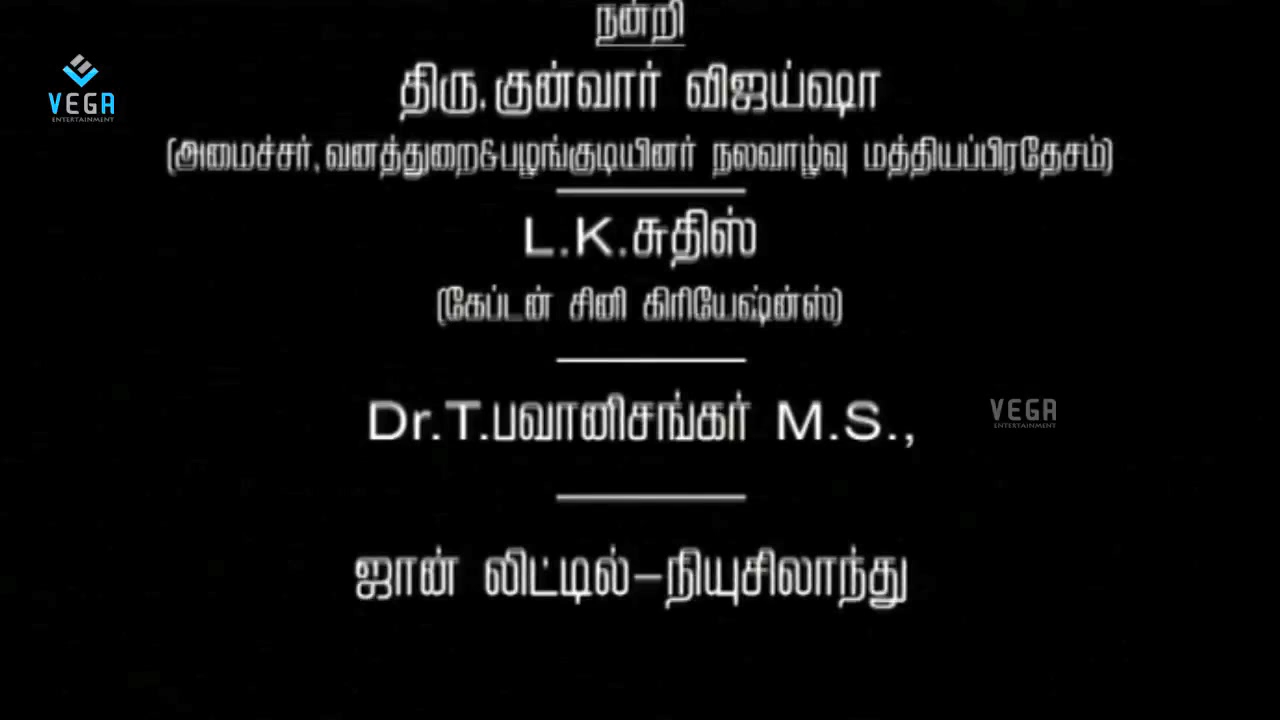 நன்றி
திரு.குன்வார் விஜய்ஷா
VEGA
ENTERTAINMENT
(அமைச்சர்,வனத்துறை&பழங்குடியினர் நலவாழ்வு மத்தியப்பிரதேசம்)
L.K.சுதிஸ்
(கேப்டன் சினி கிரியேஷ்ன்ஸ்)
Dr.T.பவானிசங்கர் M.S.,
VEGA
ENTERTAINMENT
ஜான் லிட்டில்-நியுசிலாந்து